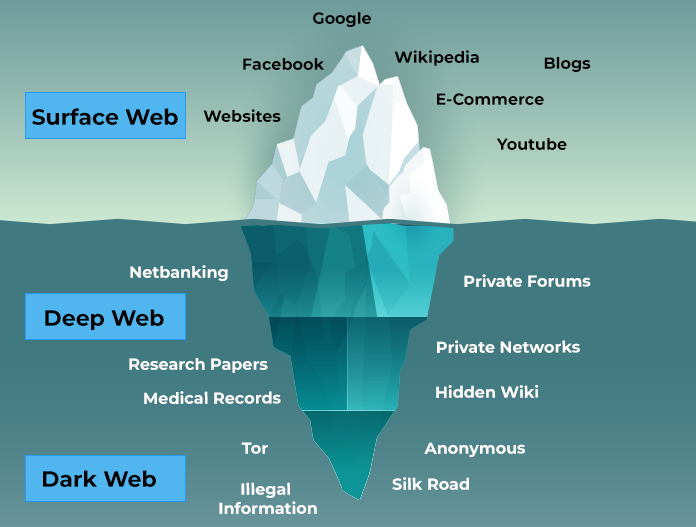 Google
Facebook
Wikipedia
Blogs
E-Commerce
Surface Web
Websites
Youtube
Netbanking
Private Forums
Deep Web
Private Networks
Research Papers
Hidden Wiki
Medical Records
Tor
Anonymous
Dark Web
Silk Road
Illegal
Information